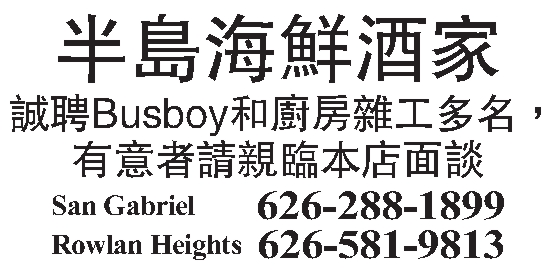 半島海鮮酒家
誠聘Busboy和廚房雜工多名，
有意者請親臨本店面談
San Gabriel 626-288-1899
Rowlan Heights 626-581-9813